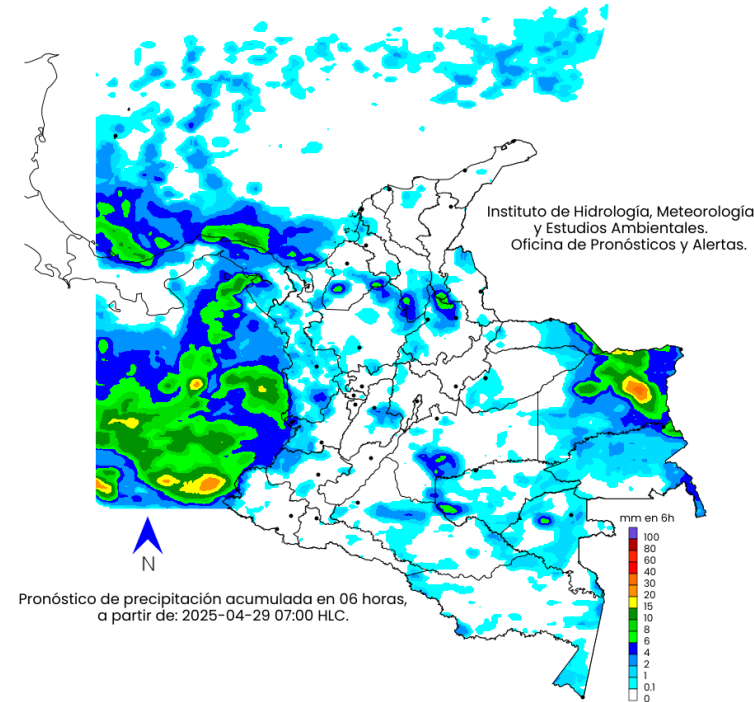 Instituto de Hidrología, Meteorología
y Estudios Ambientales.
Oficina de Pronósticos y Alertas.
mm en 6h
100
80
60
40
30
20
15
10
8
6
4
2
1
0.1
0
N
Pronóstico de precipitación acumulada en 06 horas,
a partir de: 2025-04-29 07:00 HLC.